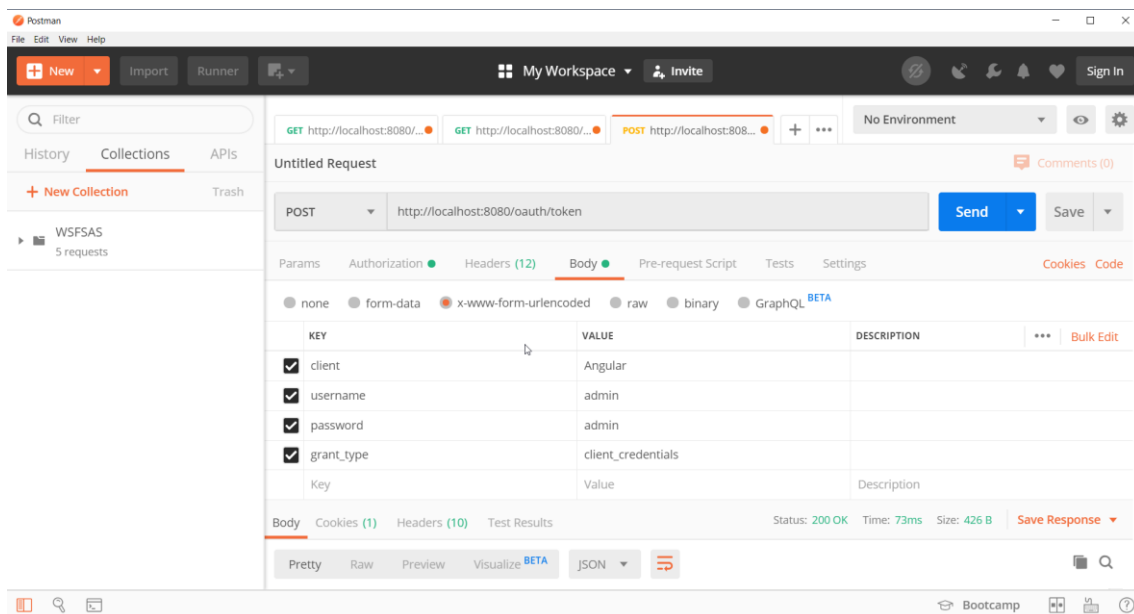 Postman
File Edit View Help
New Import Runner My Workspace Invite Sign In
Filter
History Collections APIs
New Collection Trash
WSFSAS
5 requests
GET http://localhost:8080/... GET http://localhost:8080/... POST http://localhost:808... No Environment
Untitled Request Comments (0)
POST http://localhost:8080/oauth/token Send Save
Params Authorization Headers (12) Body Pre-request Script Tests Settings Cookies Code
none form-data x-www-form-urlencoded raw binary GraphQL BETA
KEY VALUE DESCRIPTION Bulk Edit
client Angular
username admin
password admin
grant_type client_credentials
Key Value Description
Body Cookies (1) Headers (10) Test Results Status: 200 OK Time: 73ms Size: 426 B Save Response
Pretty Raw Preview Visualize BETA JSON
Bootcamp